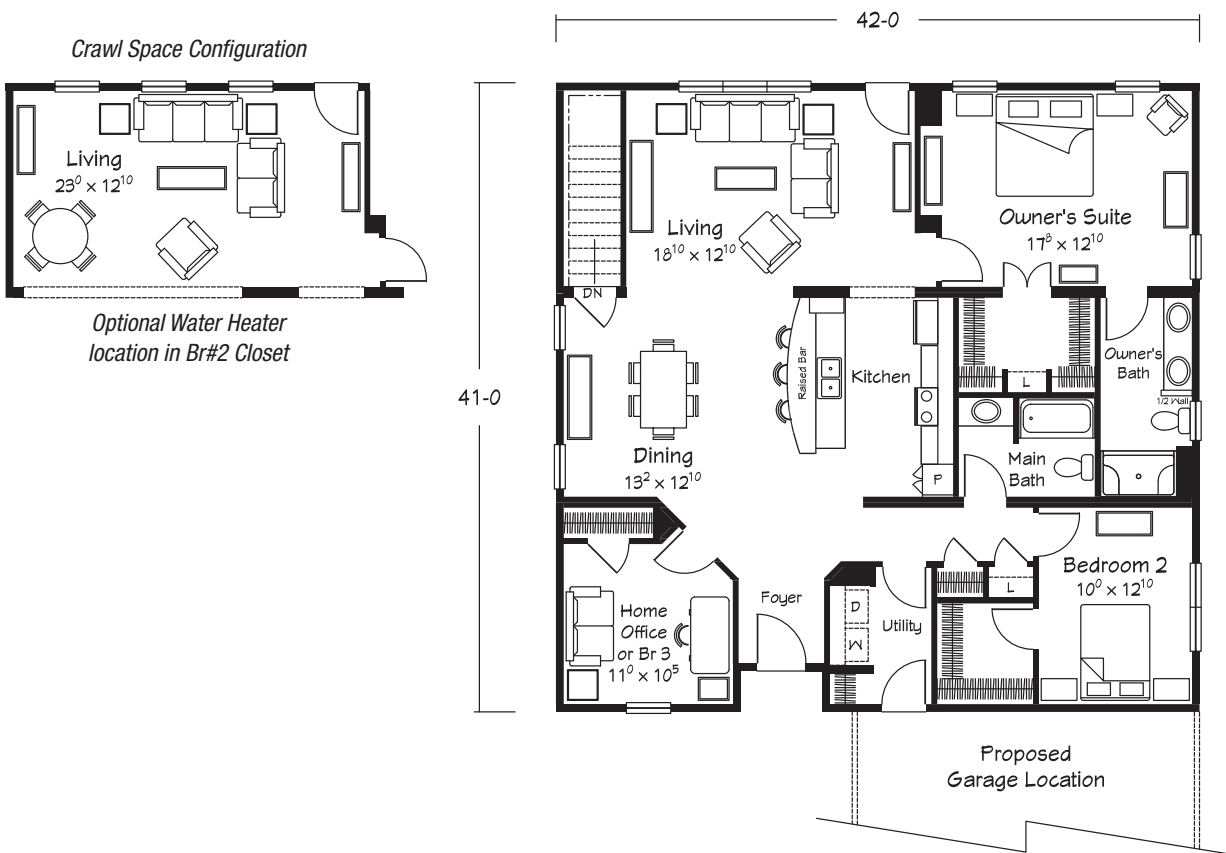 42-0
Crawl Space Configuration
Living
23⁰ x 12¹⁰
Optional Water Heater
location in Br#2 Closet
41-0
DN
Living
18¹⁰ x 12¹⁰
Owner's Suite
17⁸ x 12¹⁰
Raised Bar
Kitchen
P
L
Owner's
Bath
1/2 Wall
Main
Bath
Dining
13² x 12¹⁰
Home
Office
or Br 3
11⁰ x 10⁵
Foyer
D
W
Utility
L
Bedroom 2
10⁰ x 12¹⁰
Proposed
Garage Location